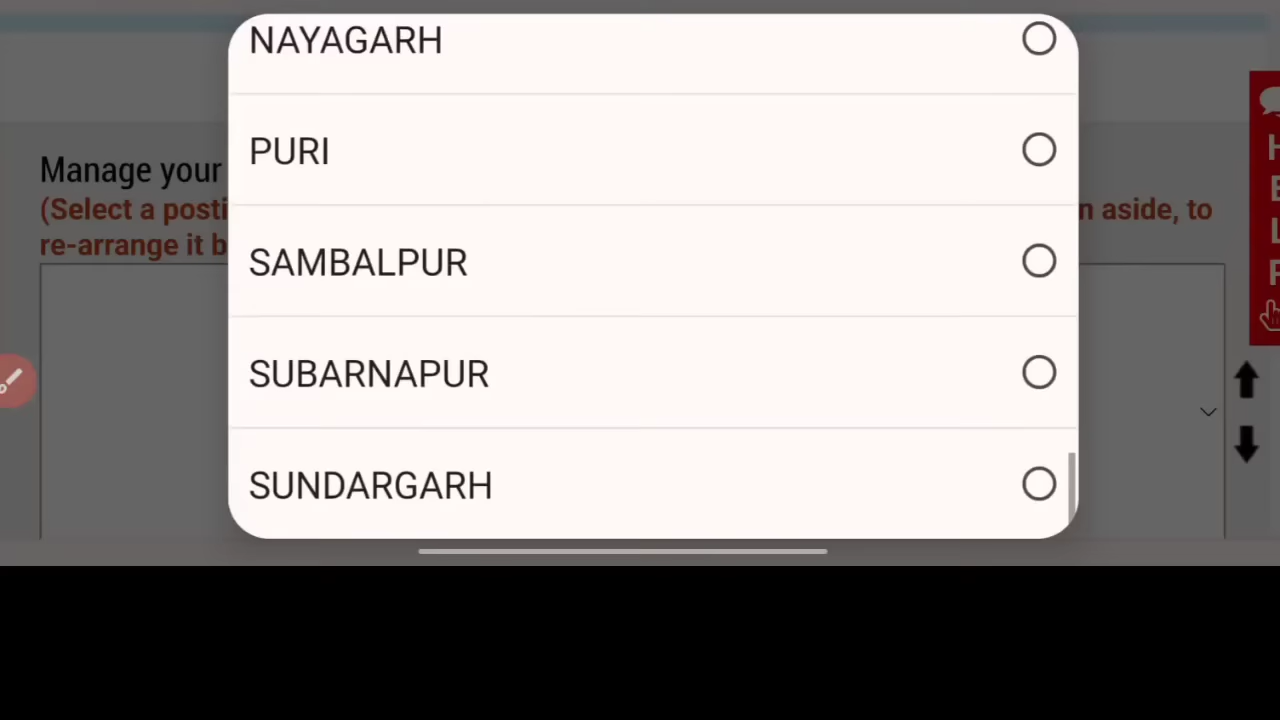 NAYAGARH
PURI
Manage your
(Select a posti
n aside, to
SAMBALPUR
re-arrange it b
SUBARNAPUR
SUNDARGARH
H
E
L
P